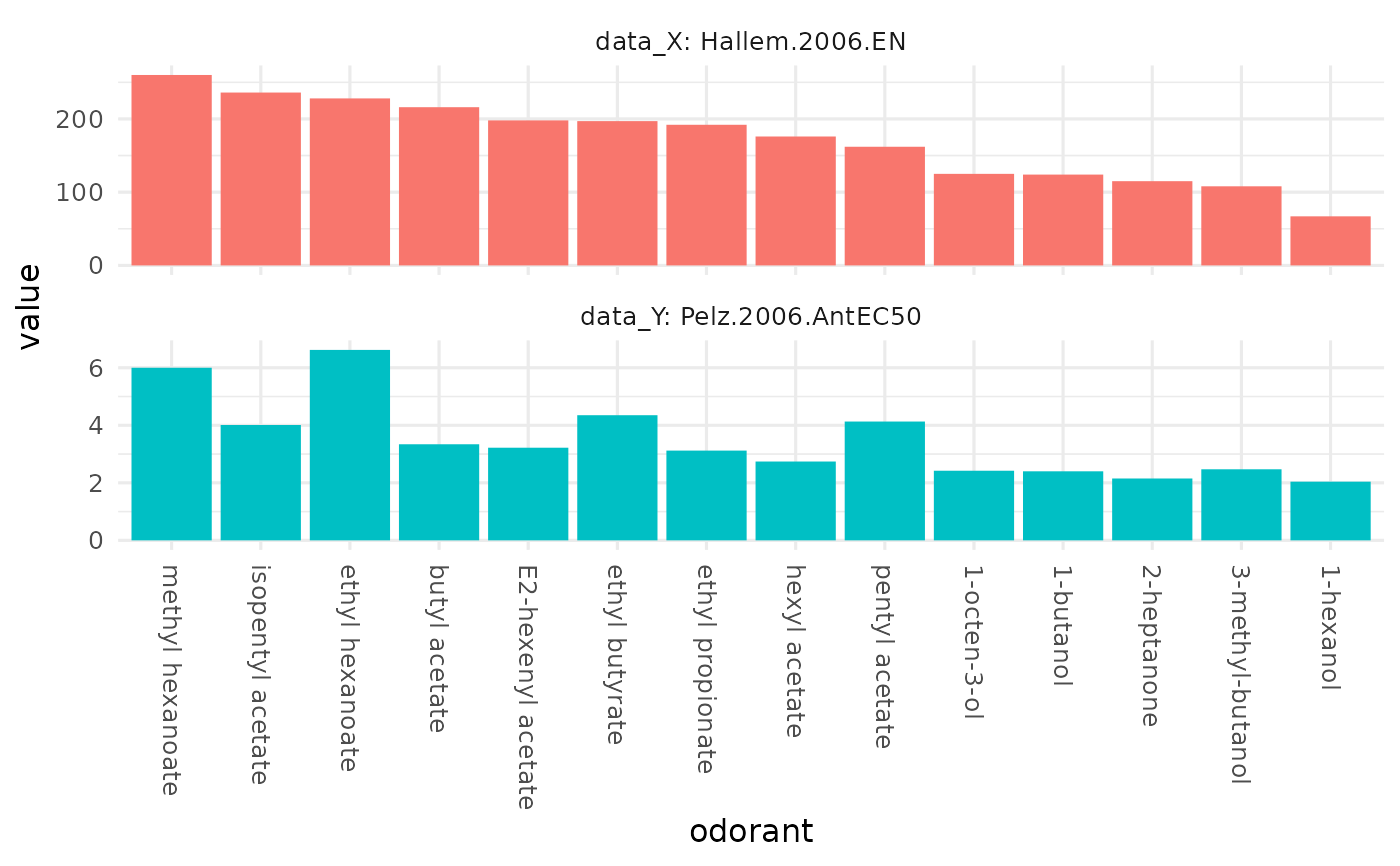 data_X: Hallem.2006.EN
200
100
0
value
data_Y: Pelz.2006.AntEC50
6
4
2
0
methyl hexanoate
isopentyl acetate
ethyl hexanoate
butyl acetate
E2-hexenyl acetate
ethyl butyrate
ethyl propionate
hexyl acetate
pentyl acetate
1-octen-3-ol
1-butanol
2-heptanone
3-methyl-butanol
1-hexanol
odorant